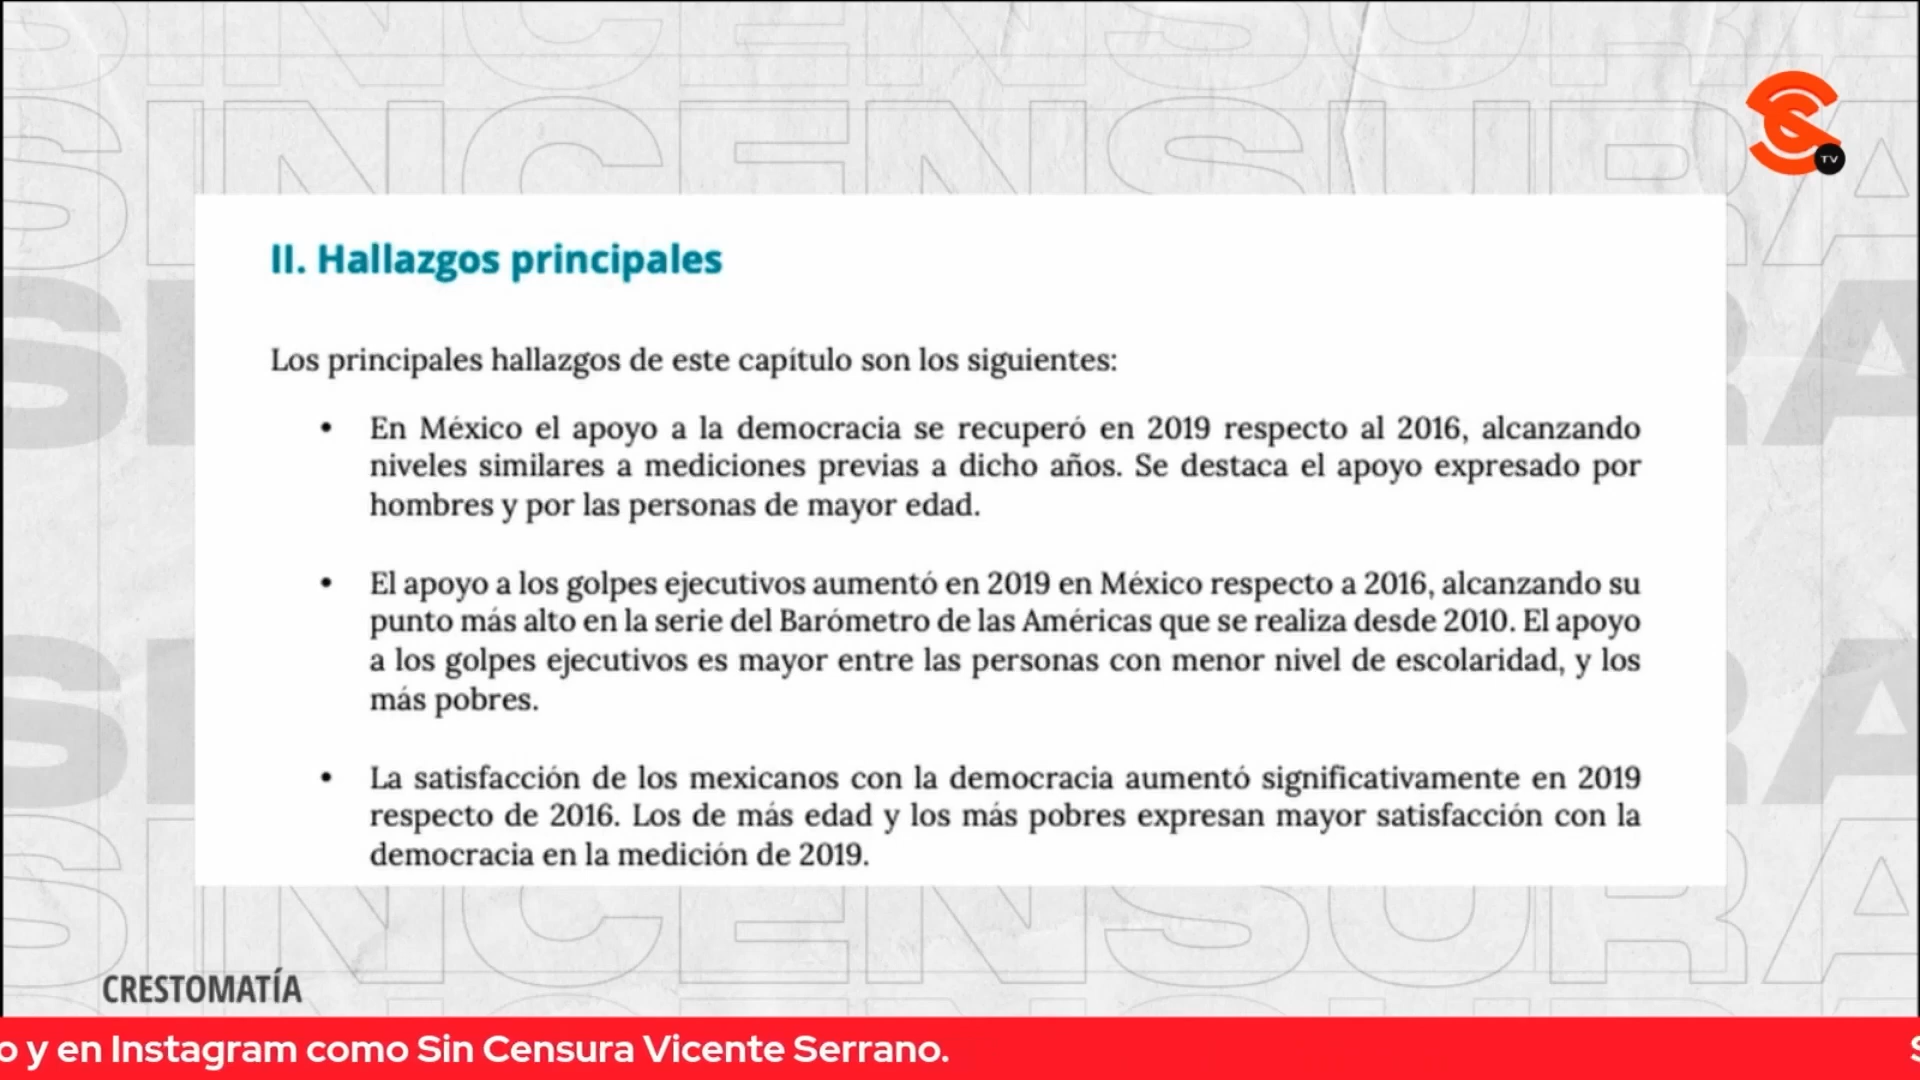 SINCENSURA
SINCENSURA
TV
II. Hallazgos principales
Los principales hallazgos de este capítulo son los siguientes:
• En México el apoyo a la democracia se recuperó en 2019 respecto al 2016, alcanzando
niveles similares a mediciones previas a dicho años. Se destaca el apoyo expresado por
hombres y por las personas de mayor edad.
• El apoyo a los golpes ejecutivos aumentó en 2019 en México respecto a 2016, alcanzando su
punto más alto en la serie del Barómetro de las Américas que se realiza desde 2010. El apoyo
a los golpes ejecutivos es mayor entre las personas con menor nivel de escolaridad, y los
más pobres.
• La satisfacción de los mexicanos con la democracia aumentó significativamente en 2019
respecto de 2016. Los de más edad y los más pobres expresan mayor satisfacción con la
democracia en la medición de 2019.
SINCENSURA
CRESTOMATÍA
o y en Instagram como Sin Censura Vicente Serrano.